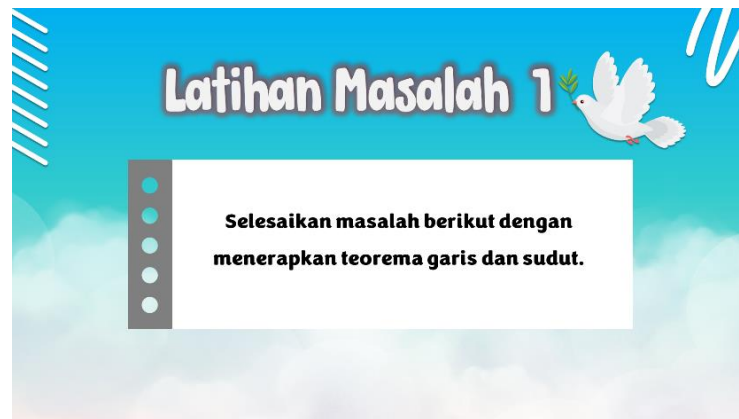 Latihan Masalah 1
Selesaikan masalah berikut dengan
menerapkan teorema garis dan sudut.